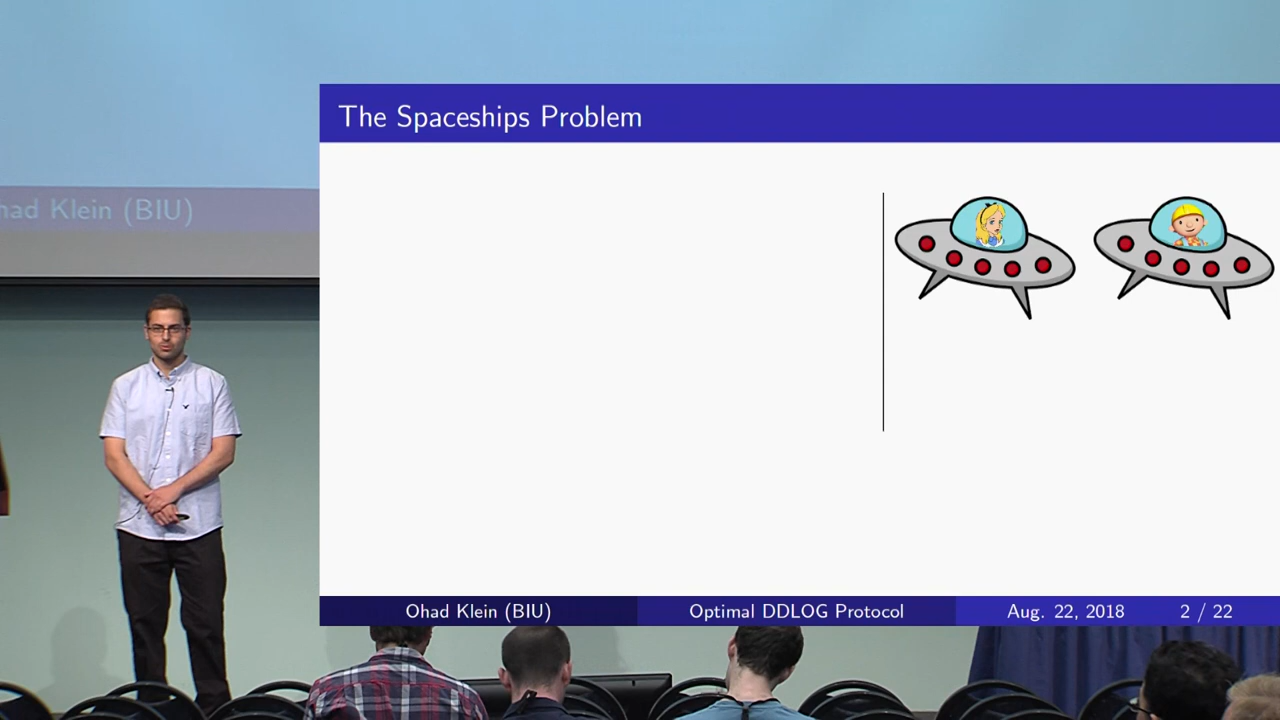 The Spaceships Problem
had Klein (BIU)
Ohad Klein (BIU) Optimal DDLOG Protocol Aug. 22, 2018 2 / 22